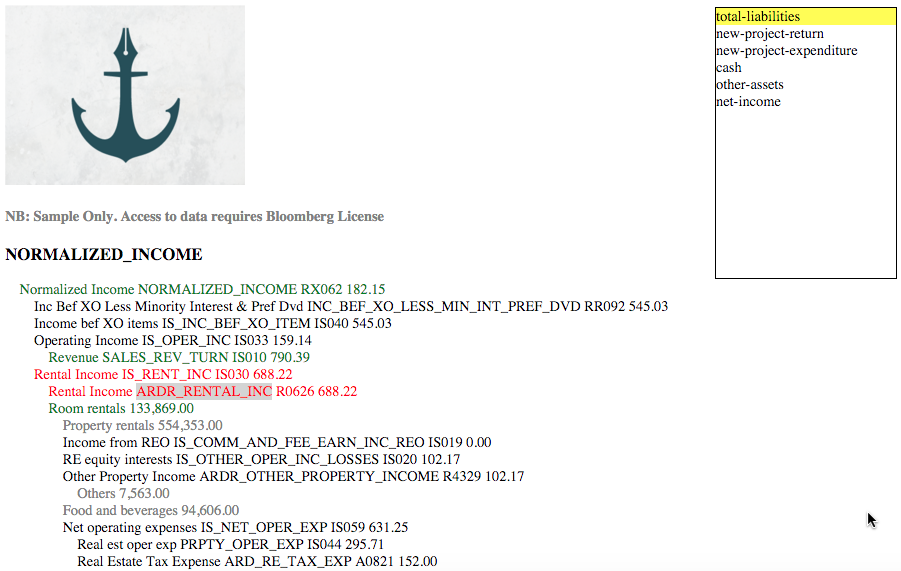 total-liabilities
new-project-return
new-project-expenditure
cash
other-assets
net-income
NB: Sample Only. Access to data requires Bloomberg License
NORMALIZED_INCOME
Normalized Income NORMALIZED_INCOME RX062 182.15
Inc Bef XO Less Minority Interest & Pref Dvd INC_BEF_XO_LESS_MIN_INT_PREF_DVD RR092 545.03
Income bef XO items IS_INC_BEF_XO_ITEM IS040 545.03
Operating Income IS_OPER_INC IS033 159.14
Revenue SALES_REV_TURN IS010 790.39
Rental Income IS_RENT_INC IS030 688.22
Rental Income ARDR_RENTAL_INC R0626 688.22
Room rentals 133,869.00
Property rentals 554,353.00
Income from REO IS_COMM_AND_FEE_EARN_INC_REO IS019 0.00
RE equity interests IS_OTHER_OPER_INC_LOSSES IS020 102.17
Other Property Income ARDR_OTHER_PROPERTY_INCOME R4329 102.17
Others 7,563.00
Food and beverages 94,606.00
Net operating expenses IS_NET_OPER_EXP IS059 631.25
Real est oper exp PRPTY_OPER_EXP IS044 295.71
Real Estate Tax Expense ARD_RE_TAX_EXP A0821 152.00